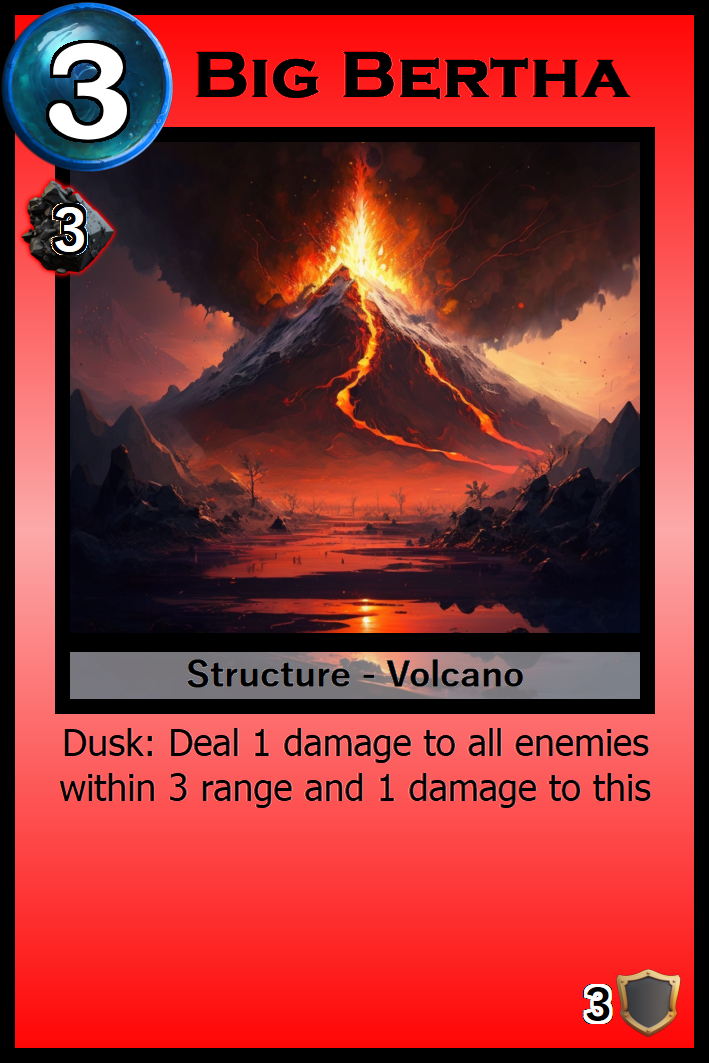 3
Big Bertha
3
Structure - Volcano
Dusk: Deal 1 damage to all enemies
within 3 range and 1 damage to this
3